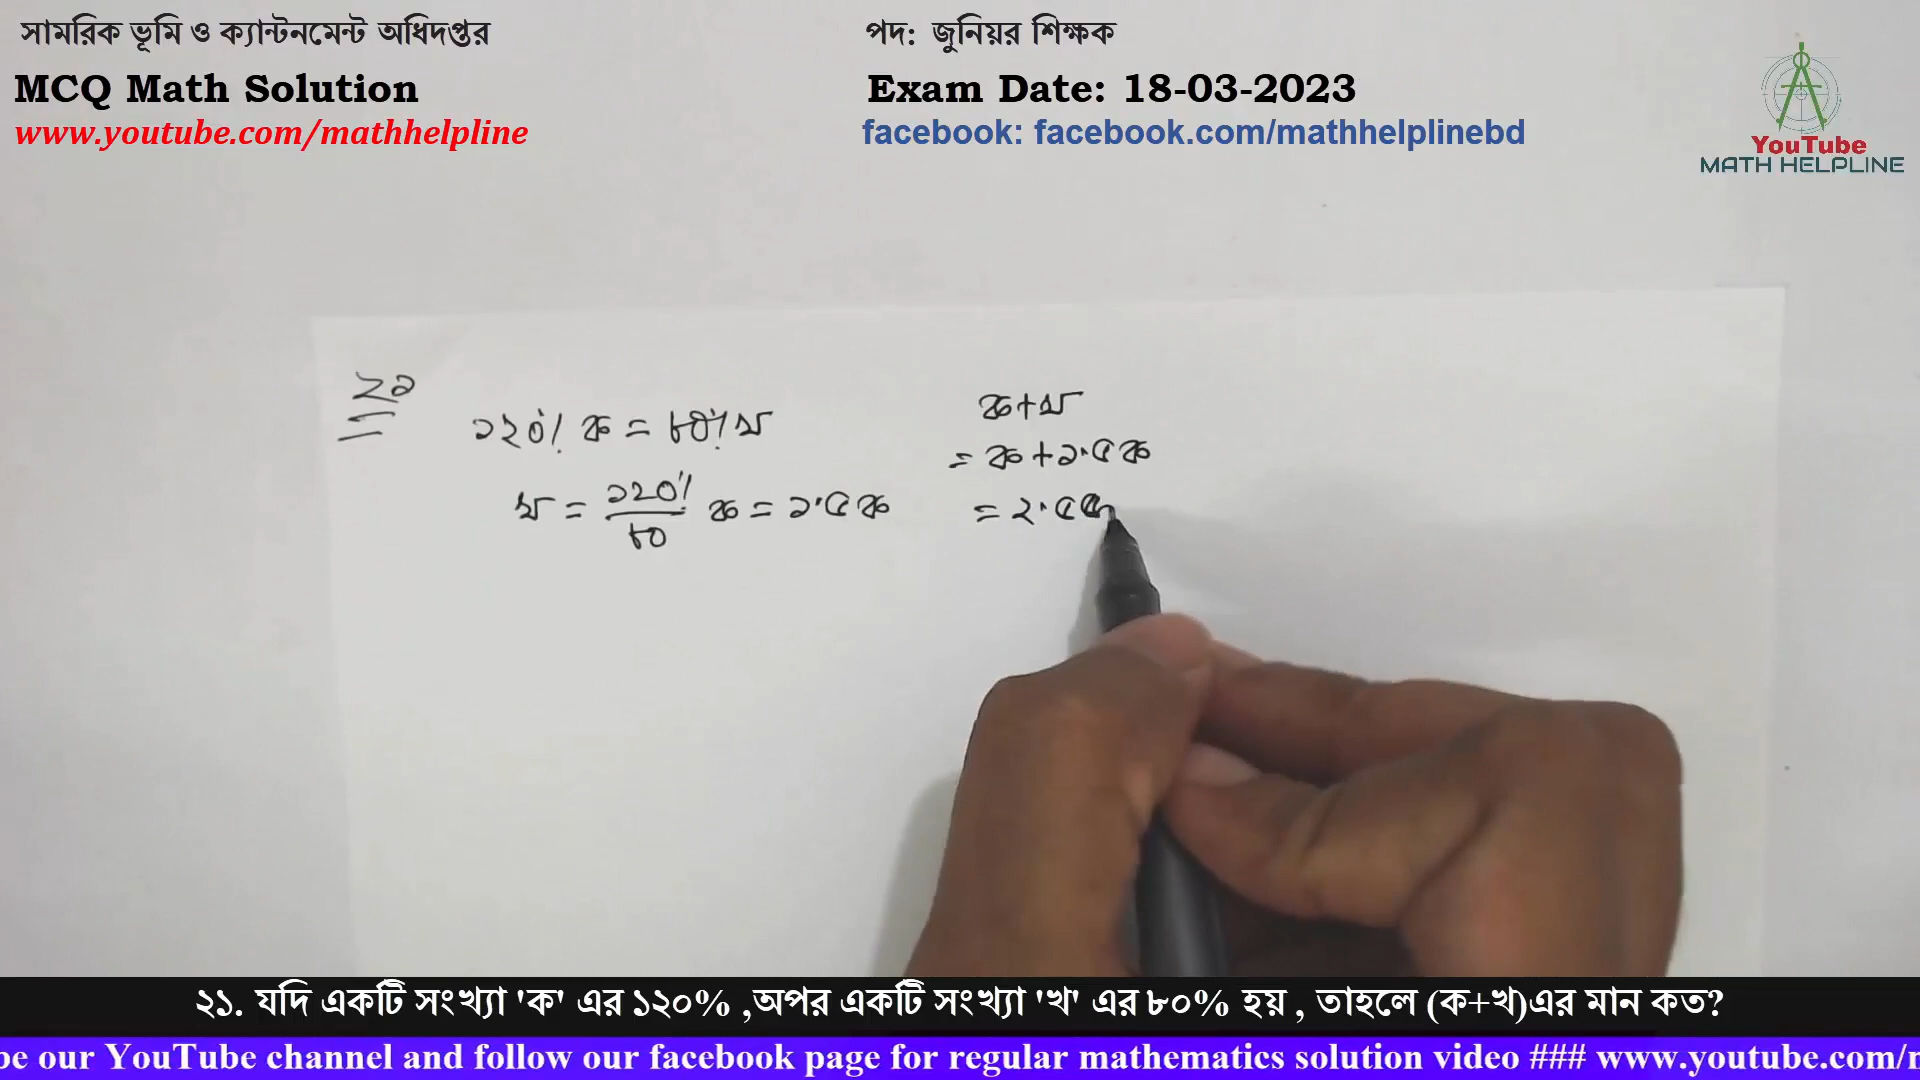 সামরিক ভূমি ও ক্যান্টনমেন্ট অধিদপ্তর
পদ: জুনিয়র শিক্ষক
MCQ Math Solution
Exam Date: 18-03-2023
www.youtube.com/mathhelpline
facebook: facebook.com/mathhelplinebd
YouTube
MATH HELPLINE
২১
১২০% ক = ৮০% খ
খ = ১২০%/৮০ ক = ১.৫ ক
ক+খ
= ক+১.৫ক
= ২.৫
২১. যদি একটি সংখ্যা 'ক' এর ১২০% ,অপর একটি সংখ্যা 'খ' এর ৮০% হয় , তাহলে (ক+খ)এর মান কত?
be our YouTube channel and follow our facebook page for regular mathematics solution video ### www.youtube.com/